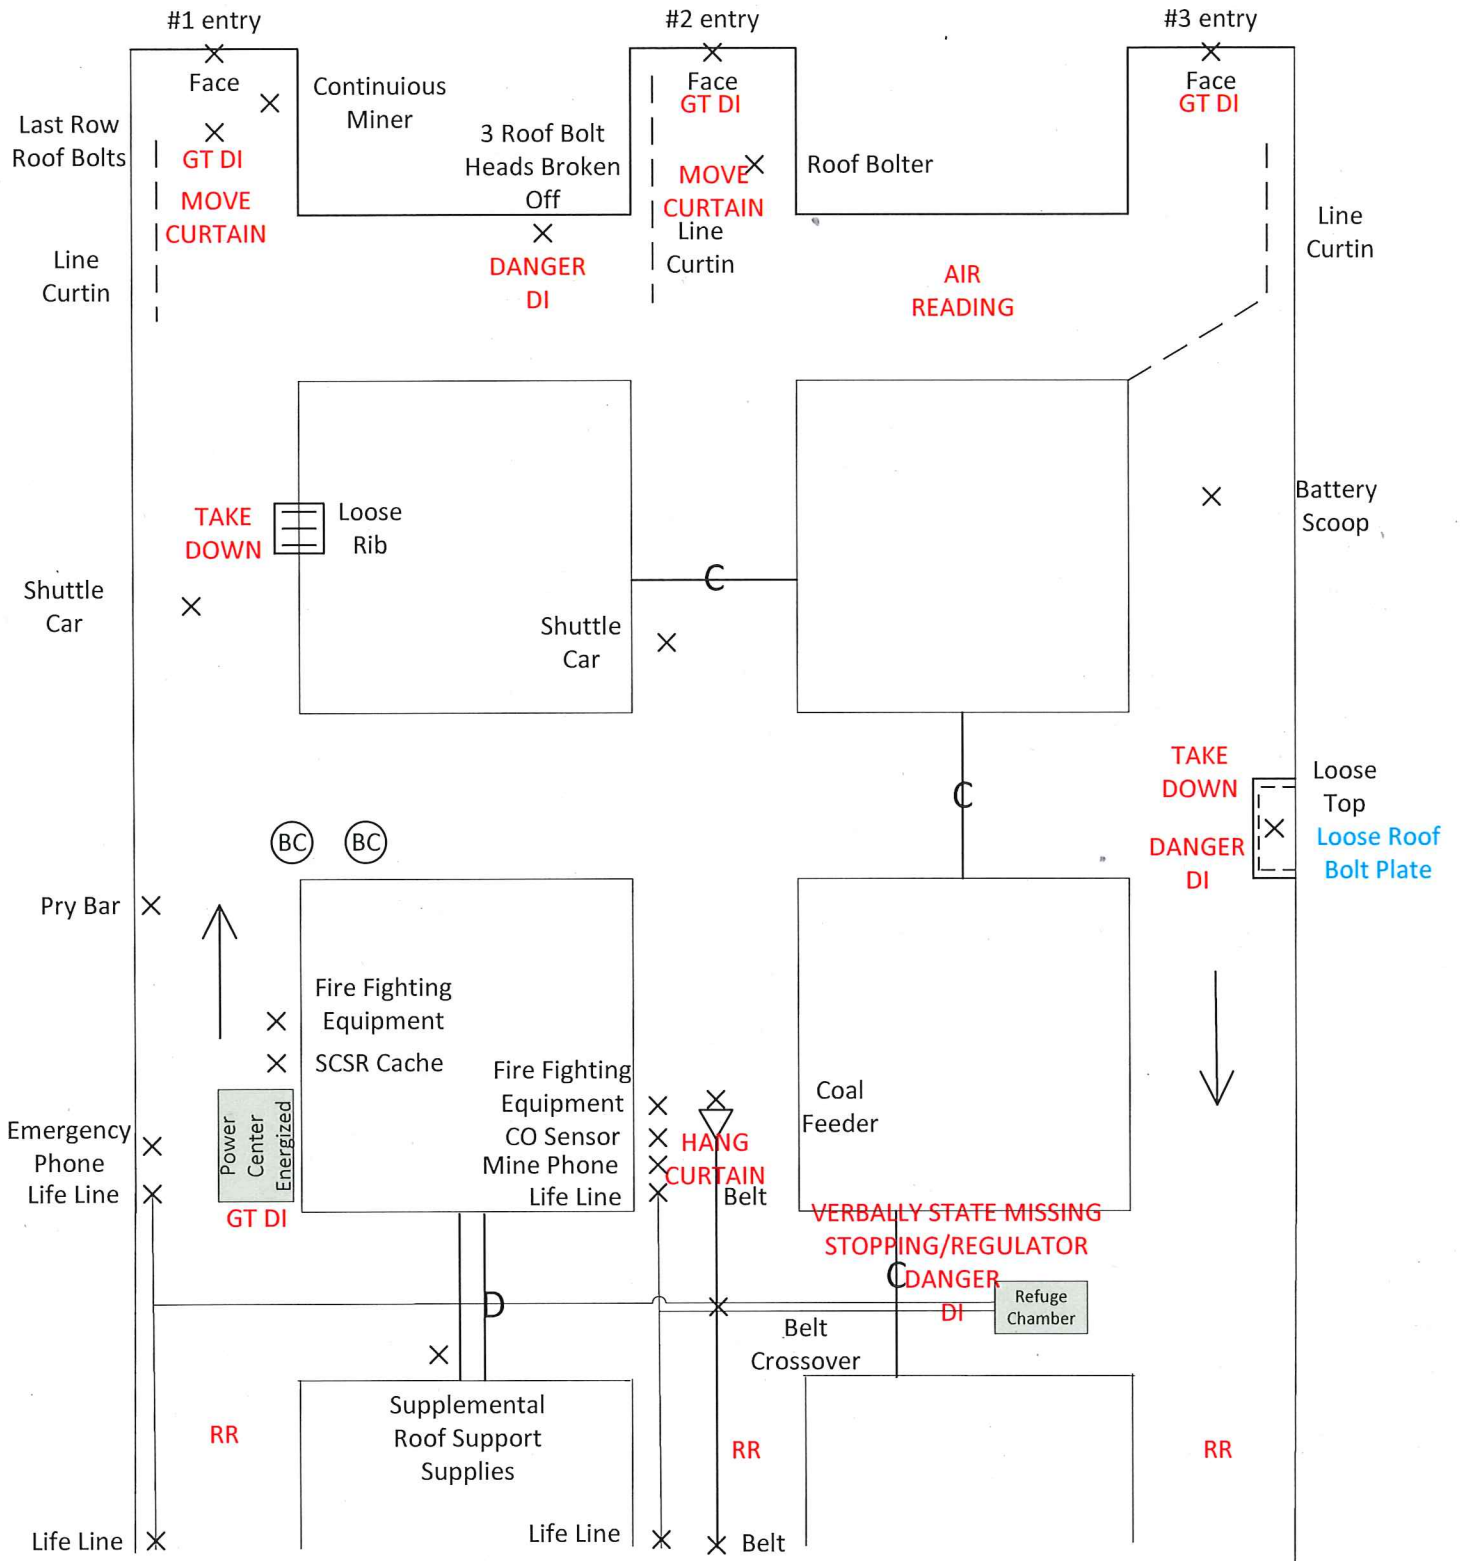 #1 entry
#2 entry
#3 entry
Face
Continuious
Miner
Last Row
Roof Bolts
GT DI
MOVE
CURTAIN
Line
Curtin
3 Roof Bolt
Heads Broken
Off
DANGER
DI
Face
GT DI
MOVE
CURTAIN
Line
Curtin
Roof Bolter
AIR
READING
Face
GT DI
Line
Curtin
TAKE
DOWN
Loose
Rib
Shuttle
Car
Shuttle
Car
C
Battery
Scoop
C
TAKE
DOWN
DANGER
DI
Loose
Top
Loose Roof
Bolt Plate
BC
BC
Pry Bar
Fire Fighting
Equipment
SCSR Cache
Power
Center
Energized
GT DI
Emergency
Phone
Life Line
Fire Fighting
Equipment
CO Sensor
Mine Phone
Life Line
HANG
CURTAIN
Belt
Coal
Feeder
VERBALLY STATE MISSING
STOPPING/REGULATOR
DANGER
DI
C
D
Refuge
Chamber
Belt
Crossover
Supplemental
Roof Support
Supplies
RR
RR
RR
Life Line
Life Line
Belt